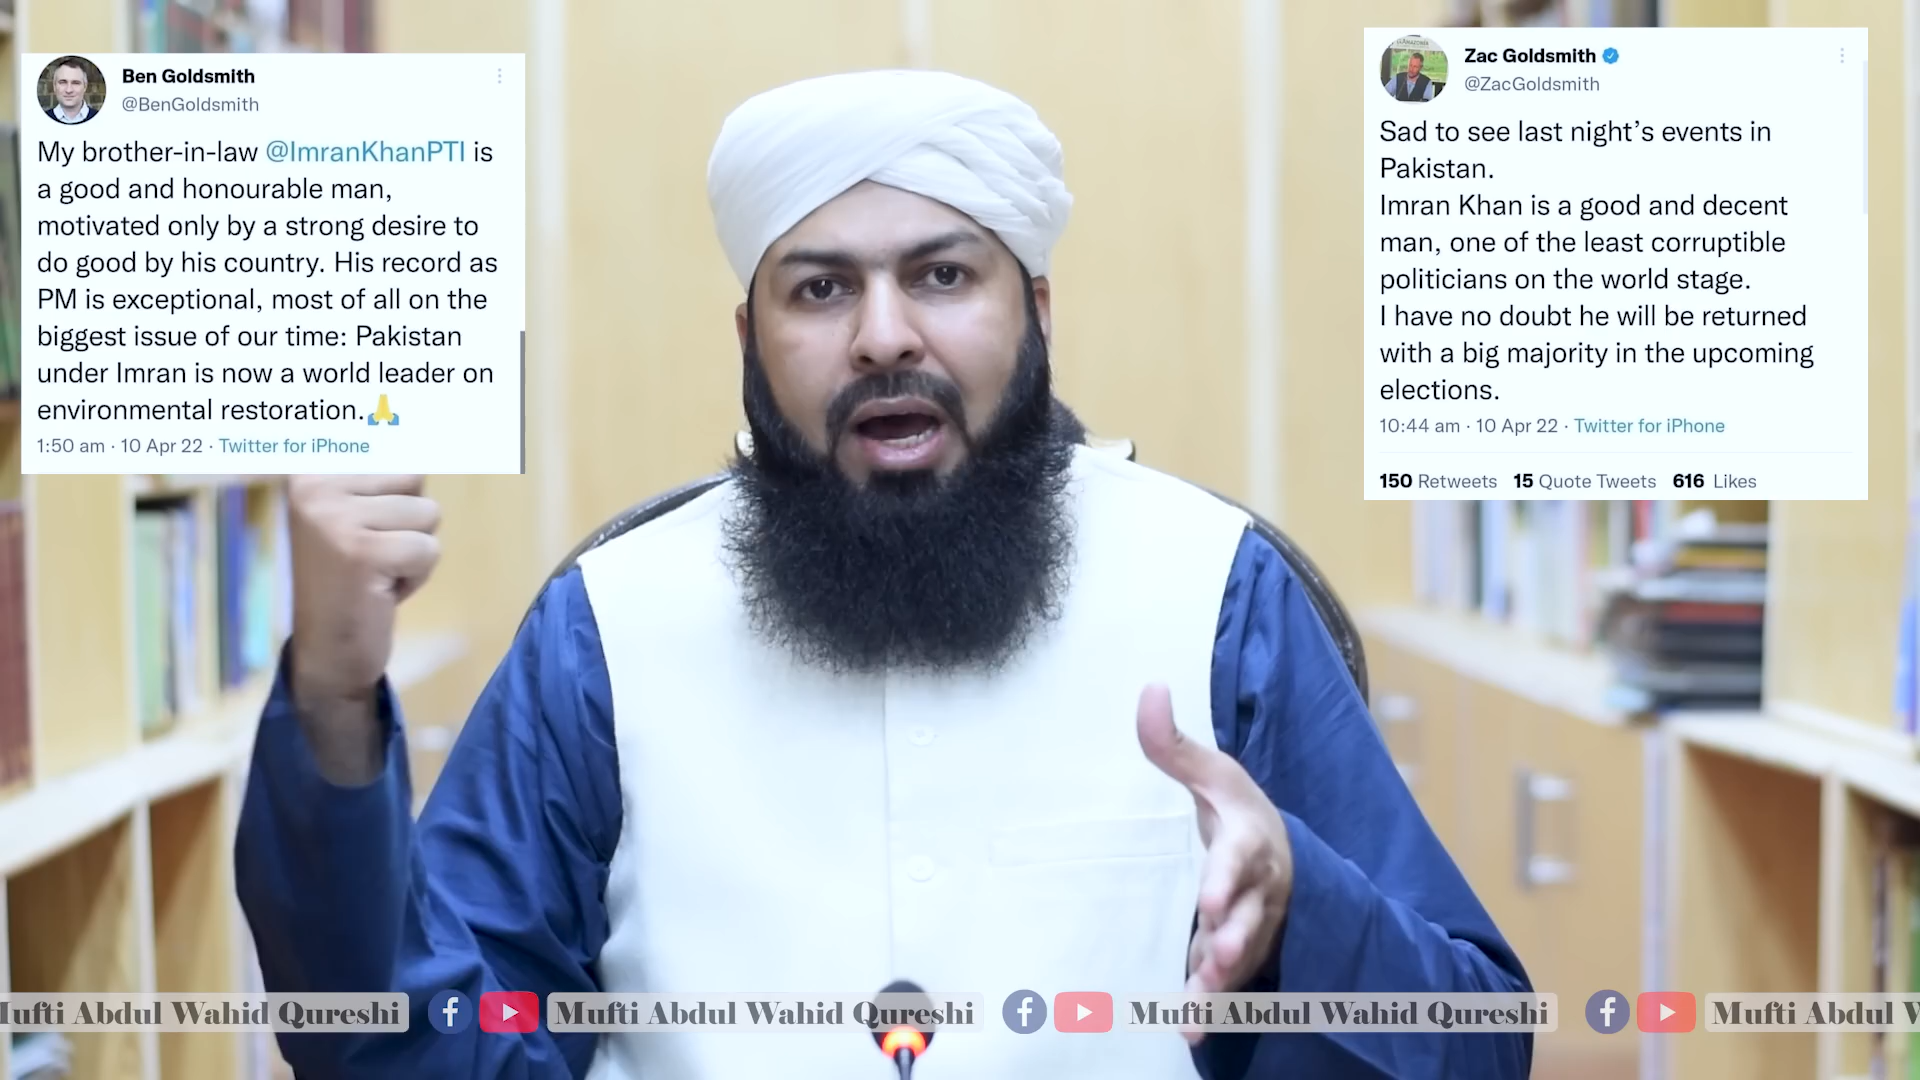 Ben Goldsmith
@BenGoldsmith
My brother-in-law @ImranKhanPTI is
a good and honourable man,
motivated only by a strong desire to
do good by his country. His record as
PM is exceptional, most of all on the
biggest issue of our time: Pakistan
under Imran is now a world leader on
environmental restoration.🙏
1:50 am · 10 Apr 22 · Twitter for iPhone
Zac Goldsmith
@ZacGoldsmith
Sad to see last night's events in
Pakistan.
Imran Khan is a good and decent
man, one of the least corruptible
politicians on the world stage.
I have no doubt he will be returned
with a big majority in the upcoming
elections.
10:44 am · 10 Apr 22 · Twitter for iPhone
150 Retweets 15 Quote Tweets 616 Likes
Mufti Abdul Wahid Qureshi Mufti Abdul Wahid Qureshi Mufti Abdul Wahid Qureshi Mufti Abdul W